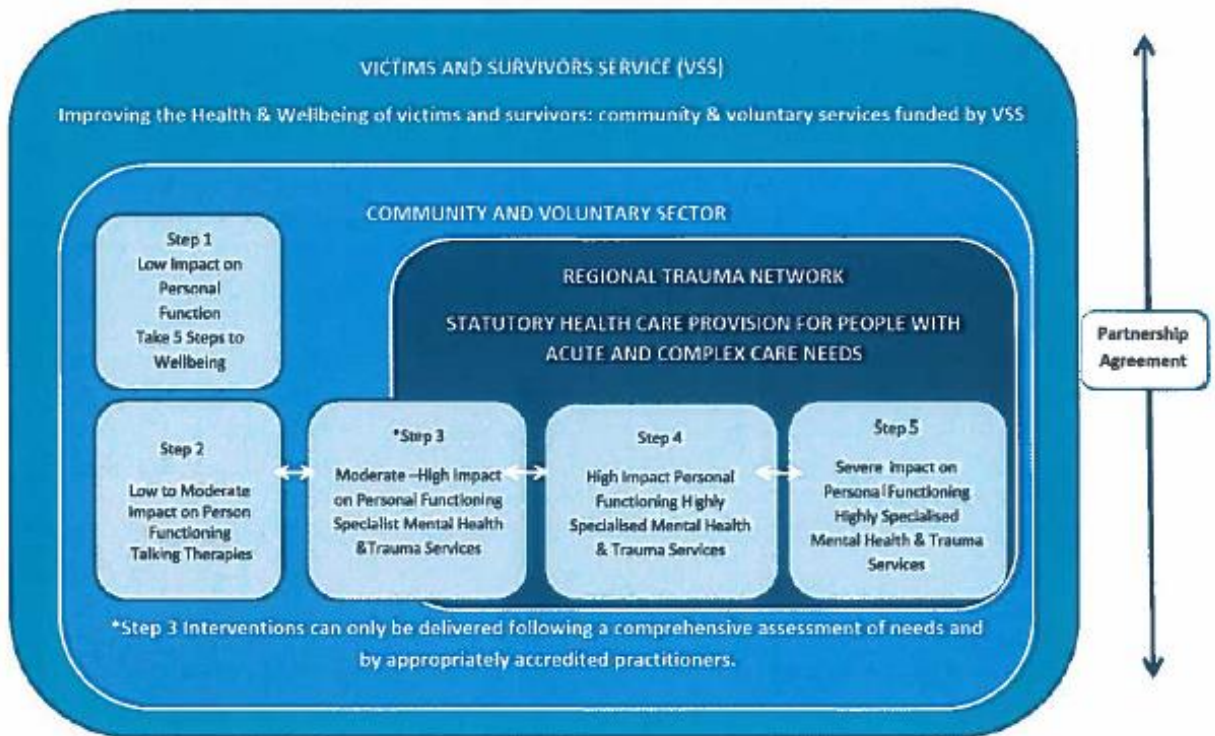 VICTIMS AND SURVIVORS SERVICE (VSS)
Improving the Health & Wellbeing of victims and survivors: community & voluntary services funded by VSS
COMMUNITY AND VOLUNTARY SECTOR
Step 1
Low Impact on
Personal
Function
Take 5 Steps to
Wellbeing
REGIONAL TRAUMA NETWORK
STATUTORY HEALTH CARE PROVISION FOR PEOPLE WITH
ACUTE AND COMPLEX CARE NEEDS
Step 2
Low to Moderate
Impact on Person
Functioning
Talking Therapies
*Step 3
Moderate –High Impact
on Personal Functioning
Specialist Mental Health
&Trauma Services
Step 4
High Impact Personal
Functioning Highly
Specialised Mental Health
& Trauma Services
Step 5
Severe impact on
Personal Functioning
Highly Specialised
Mental Health & Trauma
Services
*Step 3 Interventions can only be delivered following a comprehensive assessment of needs and
by appropriately accredited practitioners.
Partnership
Agreement